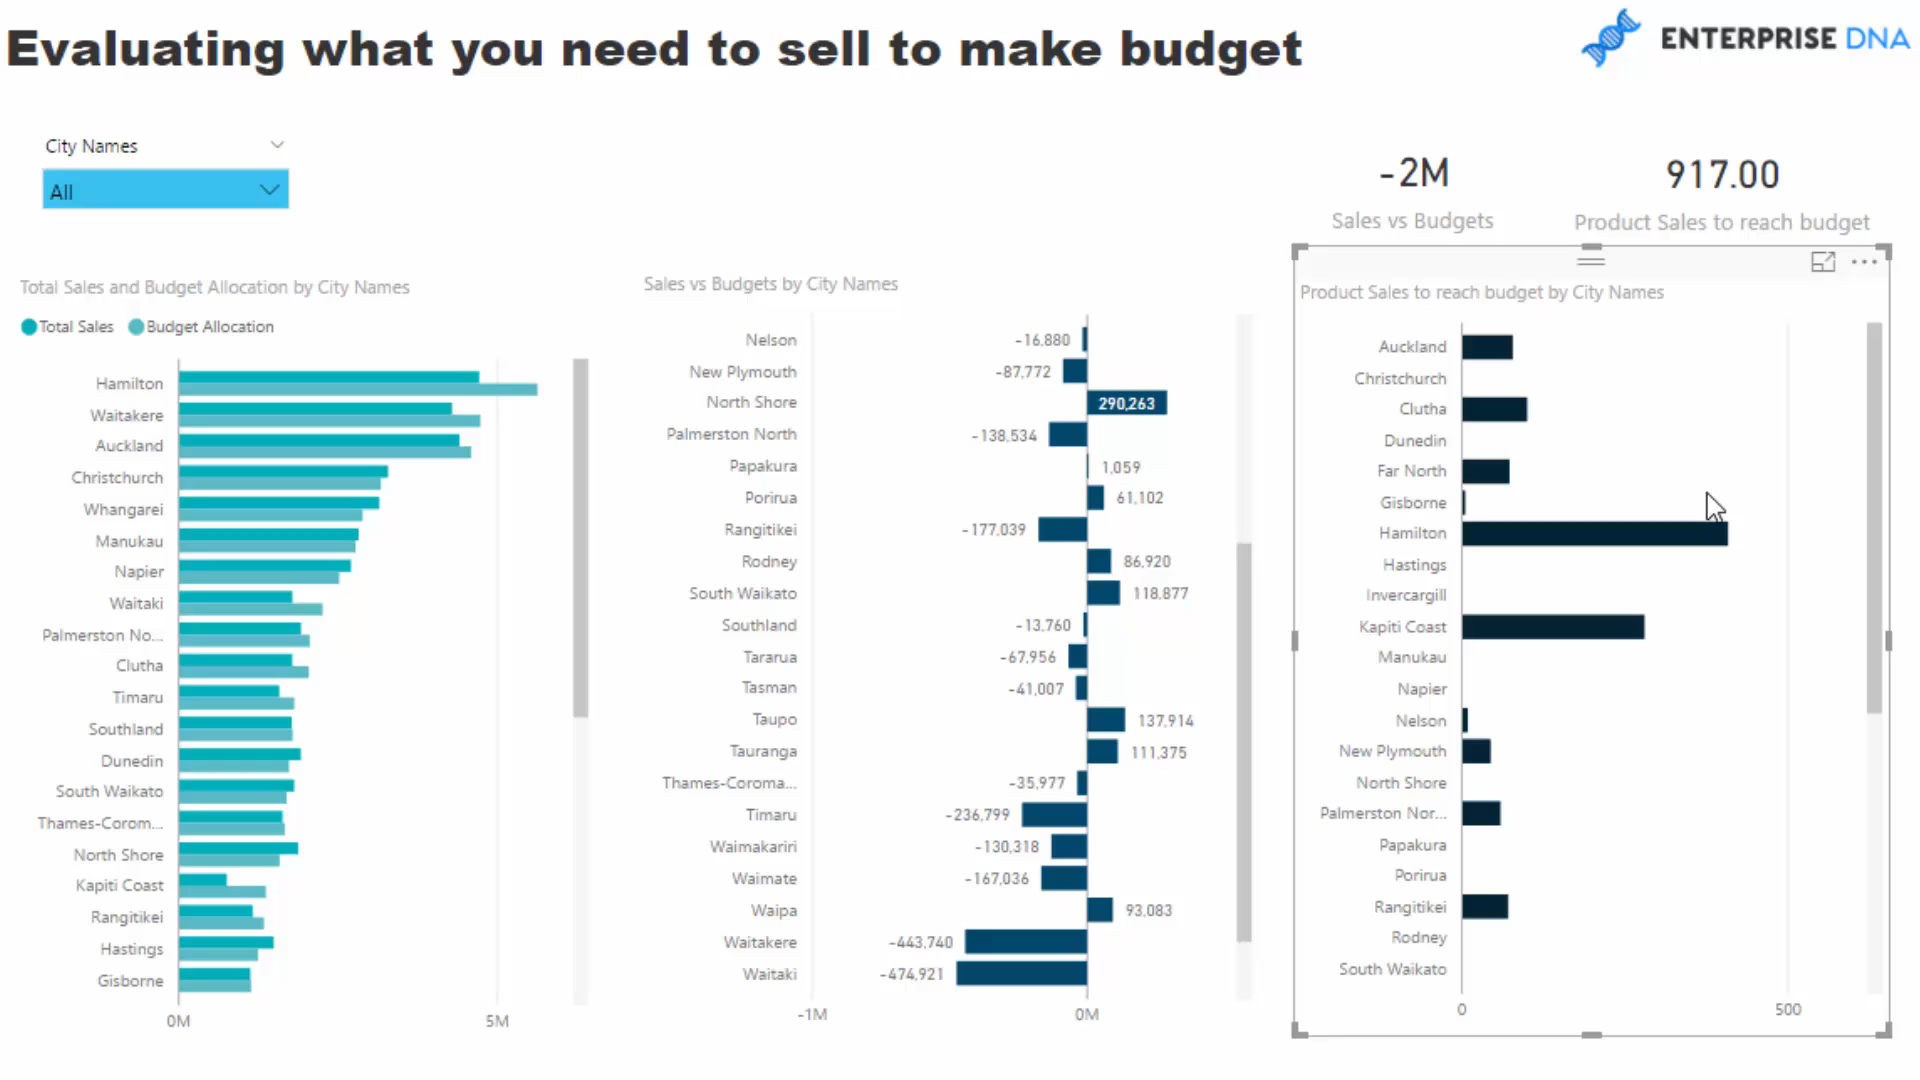 Evaluating what you need to sell to make budget
ENTERPRISE DNA
City Names
All
-2M
Sales vs Budgets
917.00
Product Sales to reach budget
Total Sales and Budget Allocation by City Names
Total Sales Budget Allocation
Hamilton
Waitakere
Auckland
Christchurch
Whangarei
Manukau
Napier
Waitaki
Palmerston No...
Clutha
Timaru
Southland
Dunedin
South Waikato
Thames-Corom...
North Shore
Kapiti Coast
Rangitikei
Hastings
Gisborne
0M 5M
Sales vs Budgets by City Names
Nelson -16,880
New Plymouth -87,772
North Shore 290,263
Palmerston North -138,534
Papakura 1,059
Porirua 61,102
Rangitikei -177,039
Rodney 86,920
South Waikato 118,877
Southland -13,760
Tararua -67,956
Tasman -41,007
Taupo 137,914
Tauranga 111,375
Thames-Coroma... -35,977
Timaru -236,799
Waimakariri -130,318
Waimate -167,036
Waipa 93,083
Waitakere -443,740
Waitaki -474,921
-1M 0M
Product Sales to reach budget by City Names
Auckland
Christchurch
Clutha
Dunedin
Far North
Gisborne
Hamilton
Hastings
Invercargill
Kapiti Coast
Manukau
Napier
Nelson
New Plymouth
North Shore
Palmerston Nor...
Papakura
Porirua
Rangitikei
Rodney
South Waikato
0 500